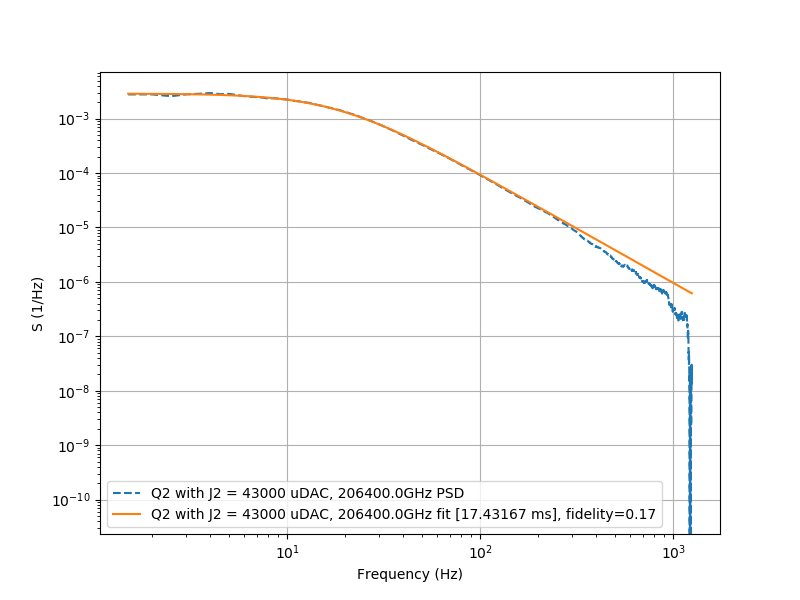 S (1/Hz)
10⁻³
10⁻⁴
10⁻⁵
10⁻⁶
10⁻⁷
10⁻⁸
10⁻⁹
10⁻¹⁰
Q2 with J2 = 43000 uDAC, 206400.0GHz PSD
Q2 with J2 = 43000 uDAC, 206400.0GHz fit [17.43167 ms], fidelity=0.17
10¹ 10² 10³
Frequency (Hz)